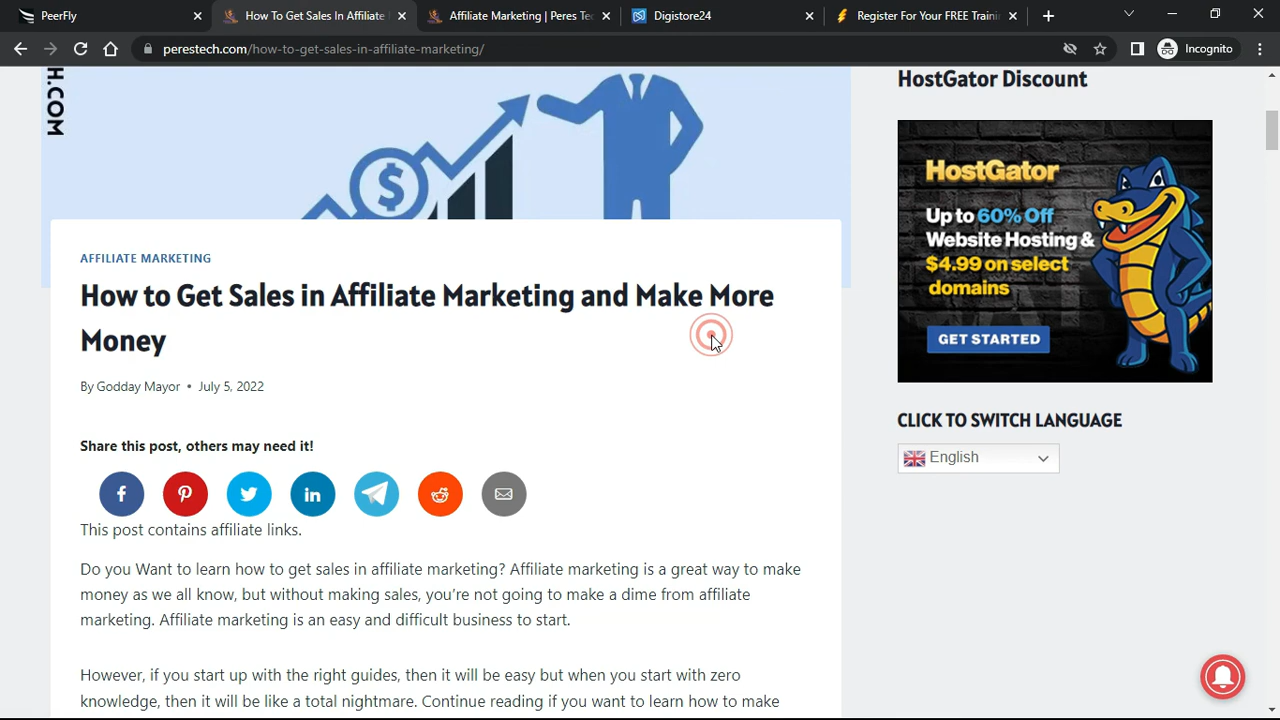 PeerFly
How To Get Sales In Affiliate
Affiliate Marketing | Peres Tec
Digistore24
Register For Your FREE Traini
perestech.com/how-to-get-sales-in-affiliate-marketing/
Incognito
H.COM
HostGator Discount
HostGator
Up to 60% Off
Website Hosting &
$4.99 on select
domains
GET STARTED
$
AFFILIATE MARKETING
How to Get Sales in Affiliate Marketing and Make More
Money
By Godday Mayor • July 5, 2022
CLICK TO SWITCH LANGUAGE
English
Share this post, others may need it!
This post contains affiliate links.
Do you Want to learn how to get sales in affiliate marketing? Affiliate marketing is a great way to make
money as we all know, but without making sales, you’re not going to make a dime from affiliate
marketing. Affiliate marketing is an easy and difficult business to start.
However, if you start up with the right guides, then it will be easy but when you start with zero
knowledge, then it will be like a total nightmare. Continue reading if you want to learn how to make